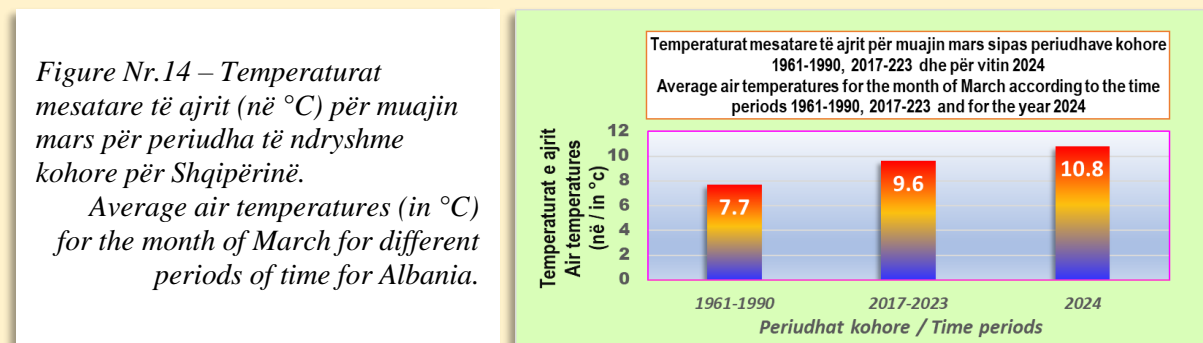 Figure Nr.14 – Temperaturat
mesatare të ajrit (në °C) për muajin
mars për periudha të ndryshme
kohore për Shqipërinë.
Average air temperatures (in °C)
for the month of March for different
periods of time for Albania.
Temperaturat mesatare të ajrit për muajin mars sipas periudhave kohore
1961-1990, 2017-223 dhe për vitin 2024
Average air temperatures for the month of March according to the time
periods 1961-1990, 2017-223 and for the year 2024
Temperaturat e ajrit
Air temperatures
(në / in °c)
12
10
8
6
4
2
0
7.7
9.6
10.8
1961-1990
2017-2023
2024
Periudhat kohore / Time periods